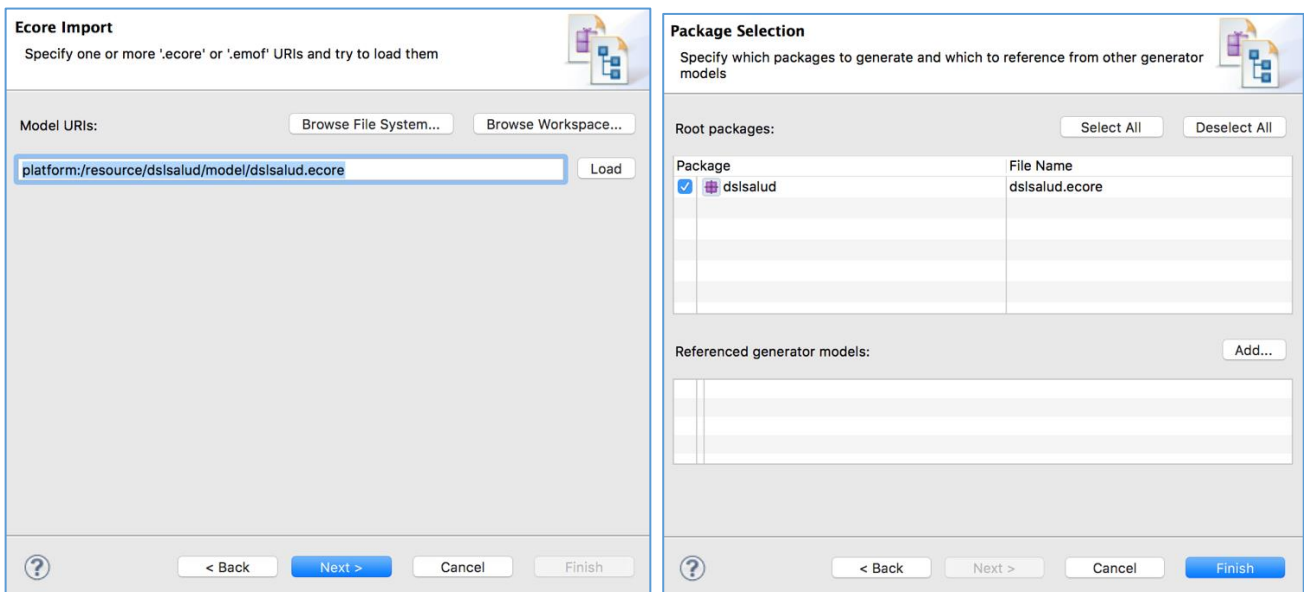 Ecore Import
Specify one or more '.ecore' or '.emof' URIs and try to load them
Model URIs:
Browse File System...
Browse Workspace...
platform:/resource/dslsalud/model/dslsalud.ecore
Load
?
< Back
Next >
Cancel
Finish
Package Selection
Specify which packages to generate and which to reference from other generator
models
Root packages:
Select All
Deselect All
Package
File Name
dslsalud
dslsalud.ecore
Referenced generator models:
Add...
?
< Back
Next >
Cancel
Finish